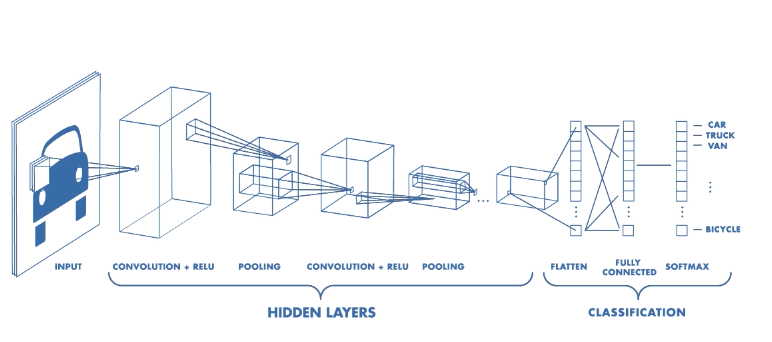 CAR
TRUCK
VAN
BICYCLE
INPUT
CONVOLUTION + RELU
POOLING
CONVOLUTION + RELU
POOLING
FLATTEN
FULLY
CONNECTED
SOFTMAX
HIDDEN LAYERS
CLASSIFICATION